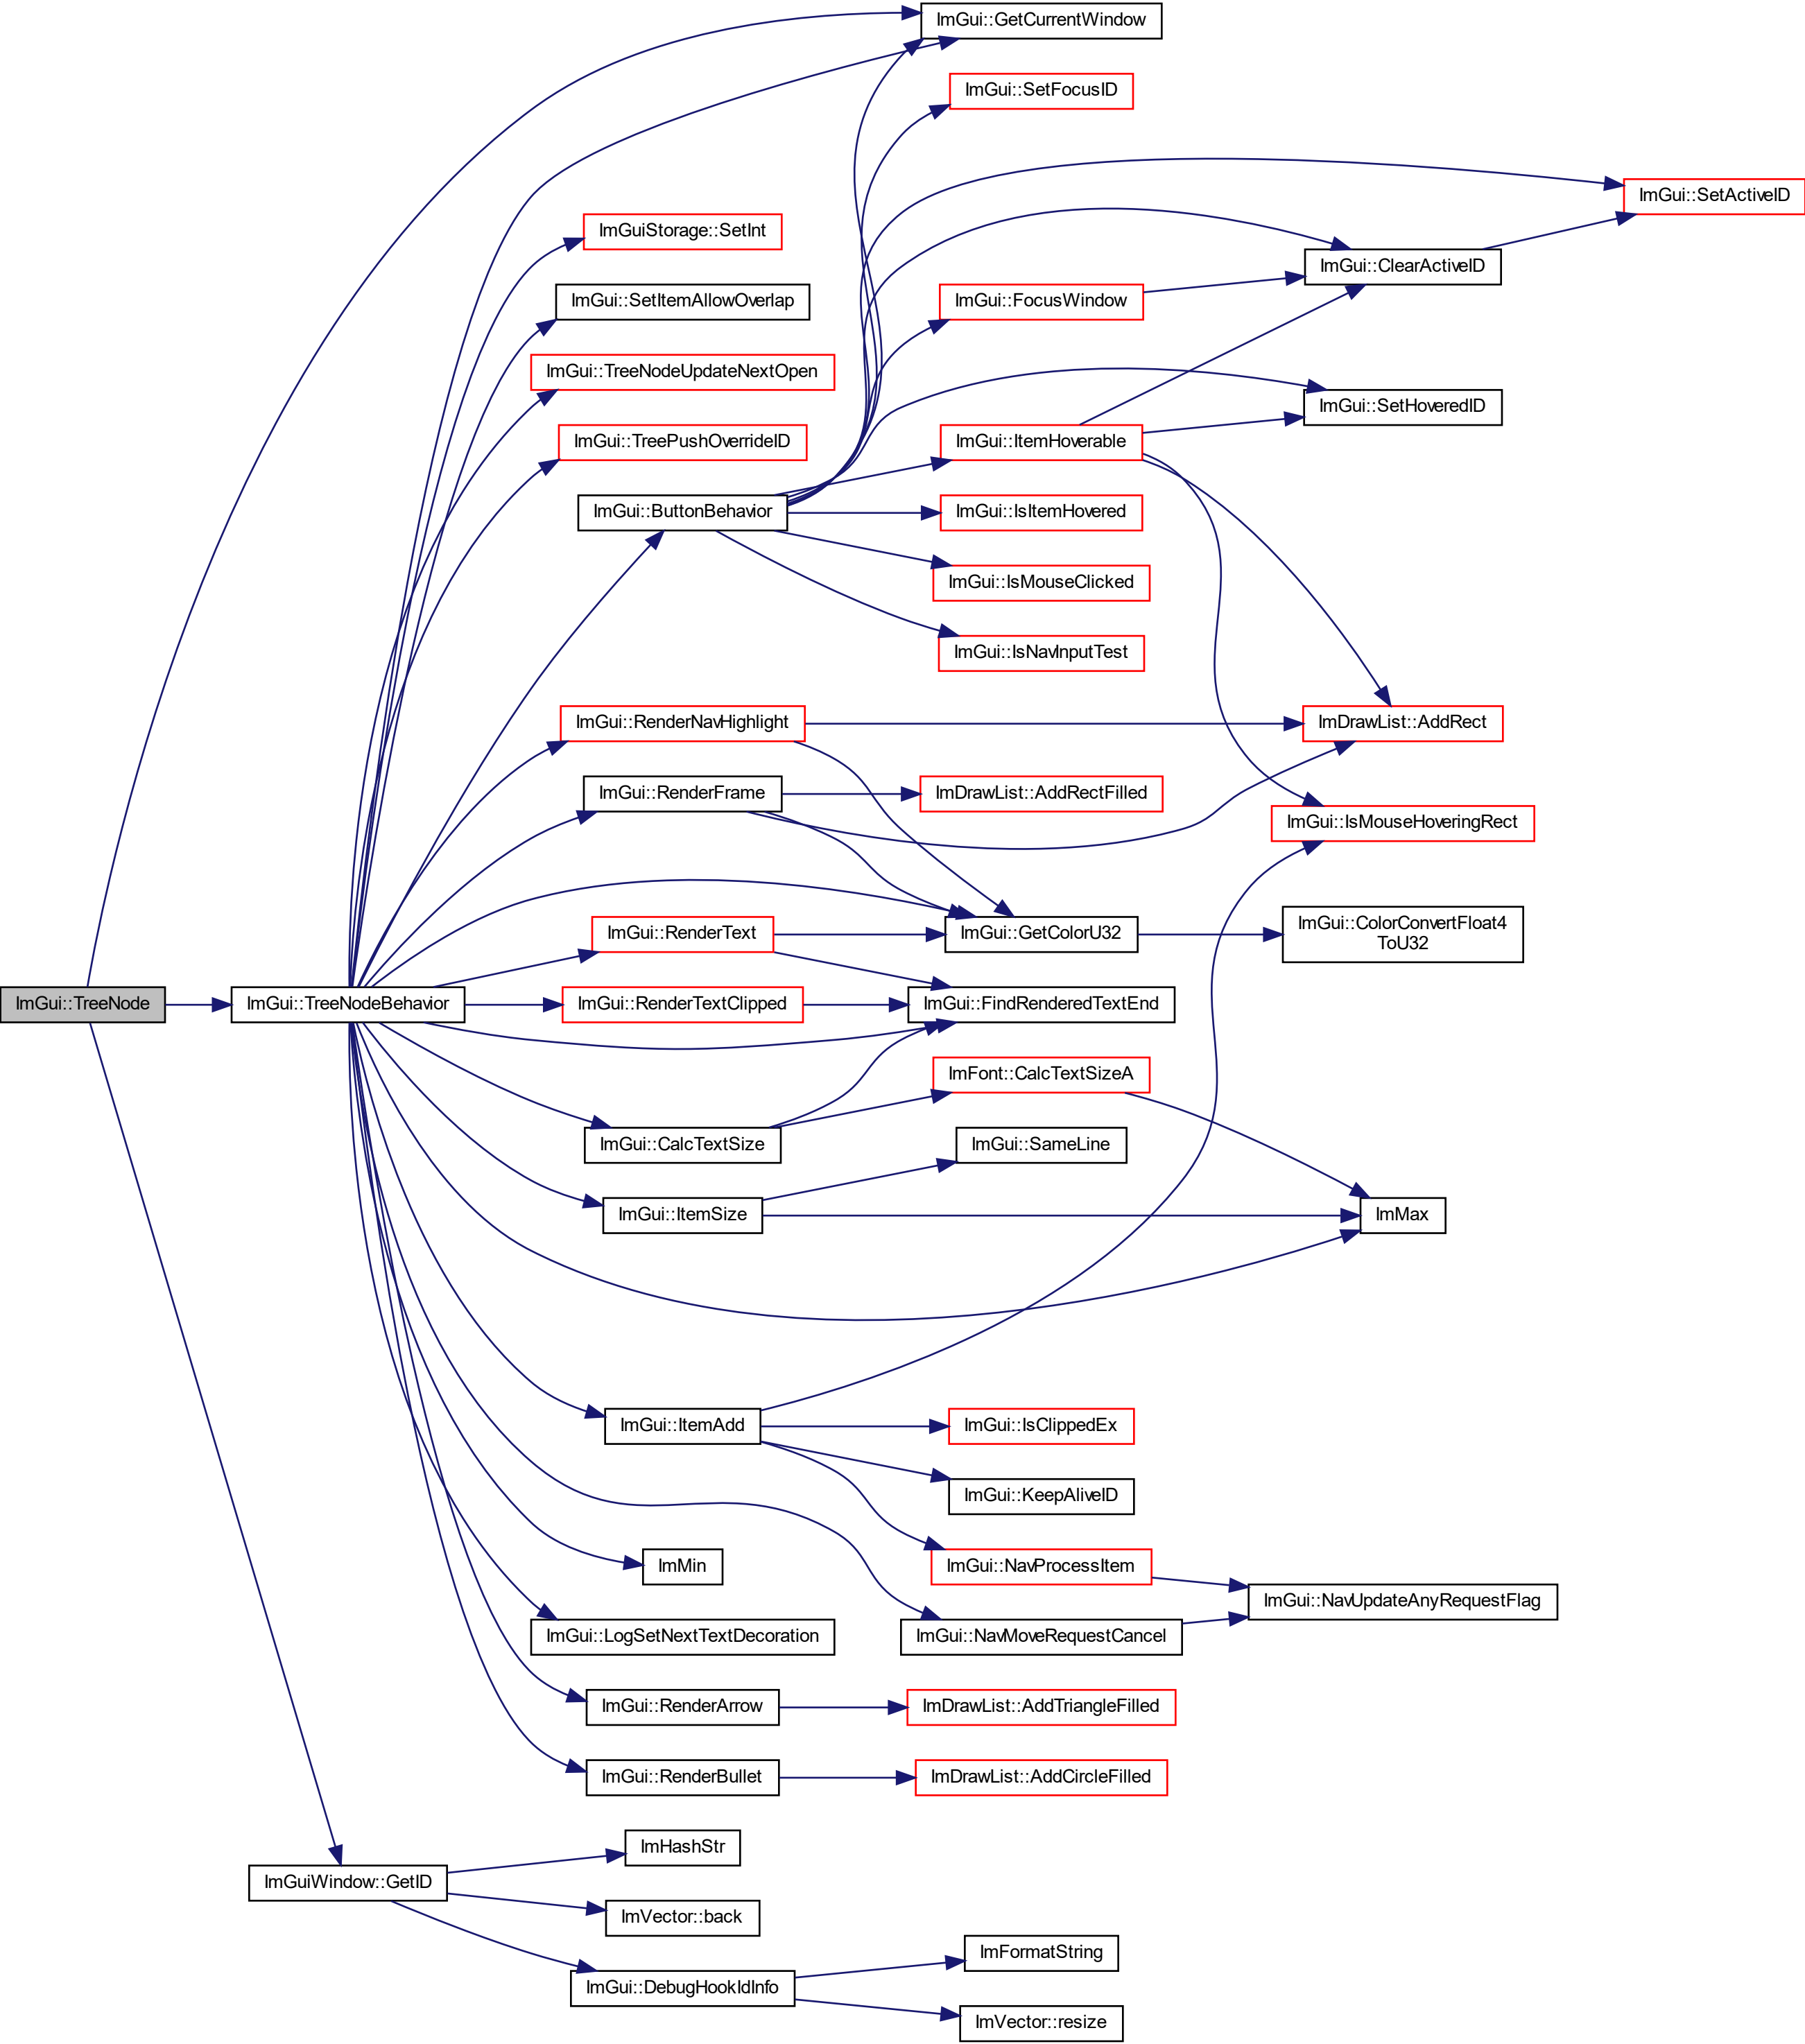 ImGui::GetCurrentWindow
ImGui::SetFocusID
ImGui::SetActiveID
ImGuiStorage::SetInt
ImGui::ClearActiveID
ImGui::SetItemAllowOverlap
ImGui::FocusWindow
ImGui::TreeNodeUpdateNextOpen
ImGui::SetHoveredID
ImGui::TreePushOverrideID
ImGui::ItemHoverable
ImGui::ButtonBehavior
ImGui::IsItemHovered
ImGui::IsMouseClicked
ImGui::IsNavInputTest
ImGui::RenderNavHighlight
ImDrawList::AddRect
ImGui::RenderFrame
ImDrawList::AddRectFilled
ImGui::IsMouseHoveringRect
ImGui::RenderText
ImGui::GetColorU32
ImGui::ColorConvertFloat4
ToU32
ImGui::TreeNode
ImGui::TreeNodeBehavior
ImGui::RenderTextClipped
ImGui::FindRenderedTextEnd
ImFont::CalcTextSizeA
ImGui::CalcTextSize
ImGui::SameLine
ImGui::ItemSize
ImMax
ImGui::ItemAdd
ImGui::IsClippedEx
ImGui::KeepAliveID
ImMin
ImGui::NavProcessItem
ImGui::NavUpdateAnyRequestFlag
ImGui::LogSetNextTextDecoration
ImGui::NavMoveRequestCancel
ImGui::RenderArrow
ImDrawList::AddTriangleFilled
ImGui::RenderBullet
ImDrawList::AddCircleFilled
ImHashStr
ImGuiWindow::GetID
ImVector::back
ImFormatString
ImGui::DebugHookIdInfo
ImVector::resize